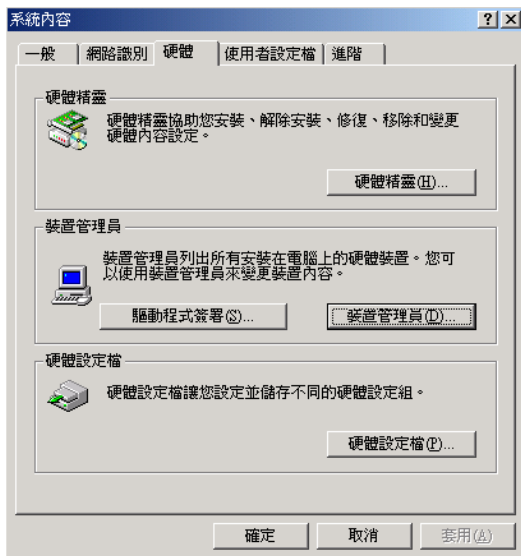 系統內容
一般 網路識別 硬體 使用者設定檔 進階
硬體精靈
硬體精靈協助您安裝、解除安裝、修復、移除和變更
硬體內容設定。
硬體精靈(H)...
裝置管理員
裝置管理員列出所有安裝在電腦上的硬體裝置。您可
以使用裝置管理員來變更裝置內容。
驅動程式簽署(S)... 裝置管理員(D)...
硬體設定檔
硬體設定檔讓您設定並儲存不同的硬體設定組。
硬體設定檔(P)...
確定 取消 套用(A)